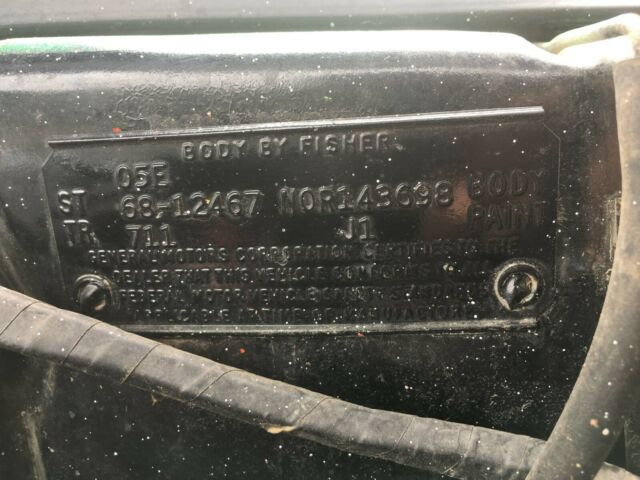 BODY BY FISHER
05E
ST 68-12467 NOR143698 BODY
TR 711 J1 PAINT
GENERAL MOTORS CORPORATION CERTIFIES TO THE
DEALER THAT THIS VEHICLE CONFORMS TO ALL
FEDERAL MOTOR VEHICLE SAFETY STANDARDS
APPLICABLE AT TIME OF MANUFACTURE